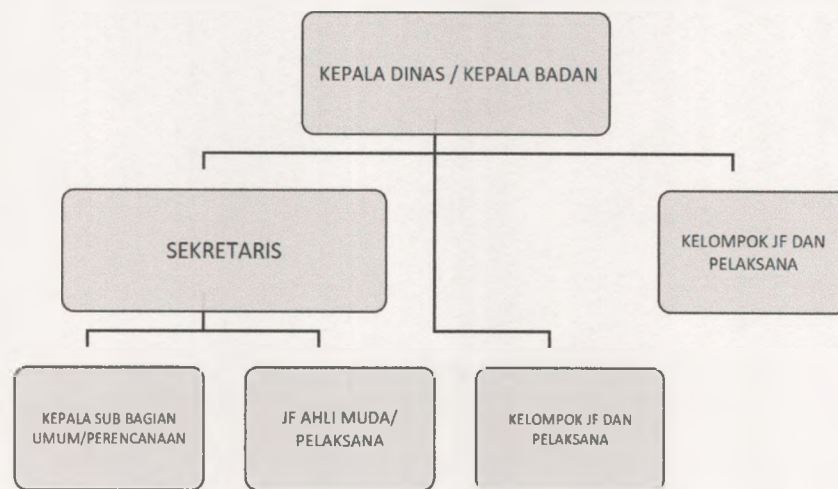 KEPALA DINAS / KEPALA BADAN
SEKRETARIS
KELOMPOK JF DAN
PELAKSANA
KEPALA SUB BAGIAN
UMUM/PERENCANAAN
JF AHLI MUDA/
PELAKSANA
KELOMPOK JF DAN
PELAKSANA